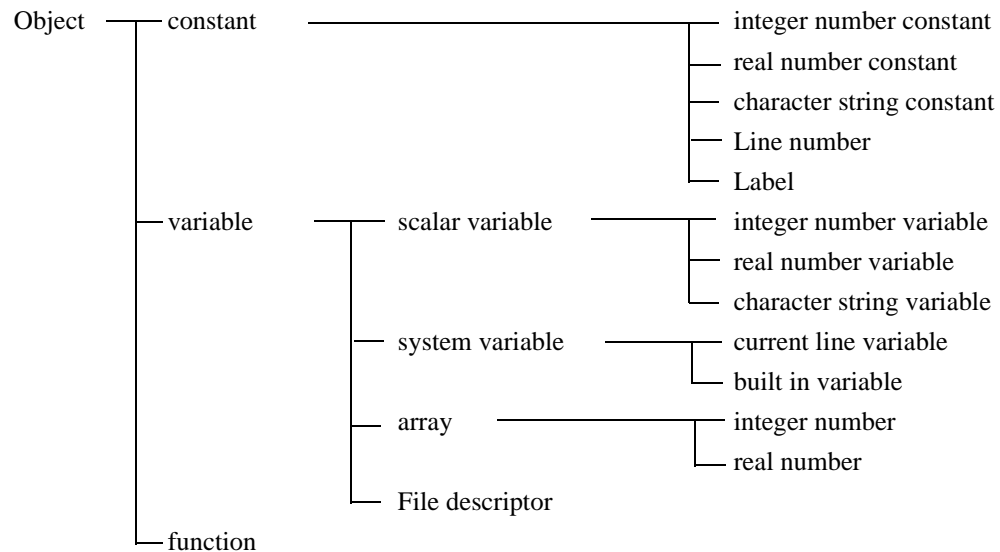 Object constant integer number constant
real number constant
character string constant
Line number
Label
variable scalar variable integer number variable
real number variable
character string variable
system variable current line variable
built in variable
array integer number
real number
File descriptor
function